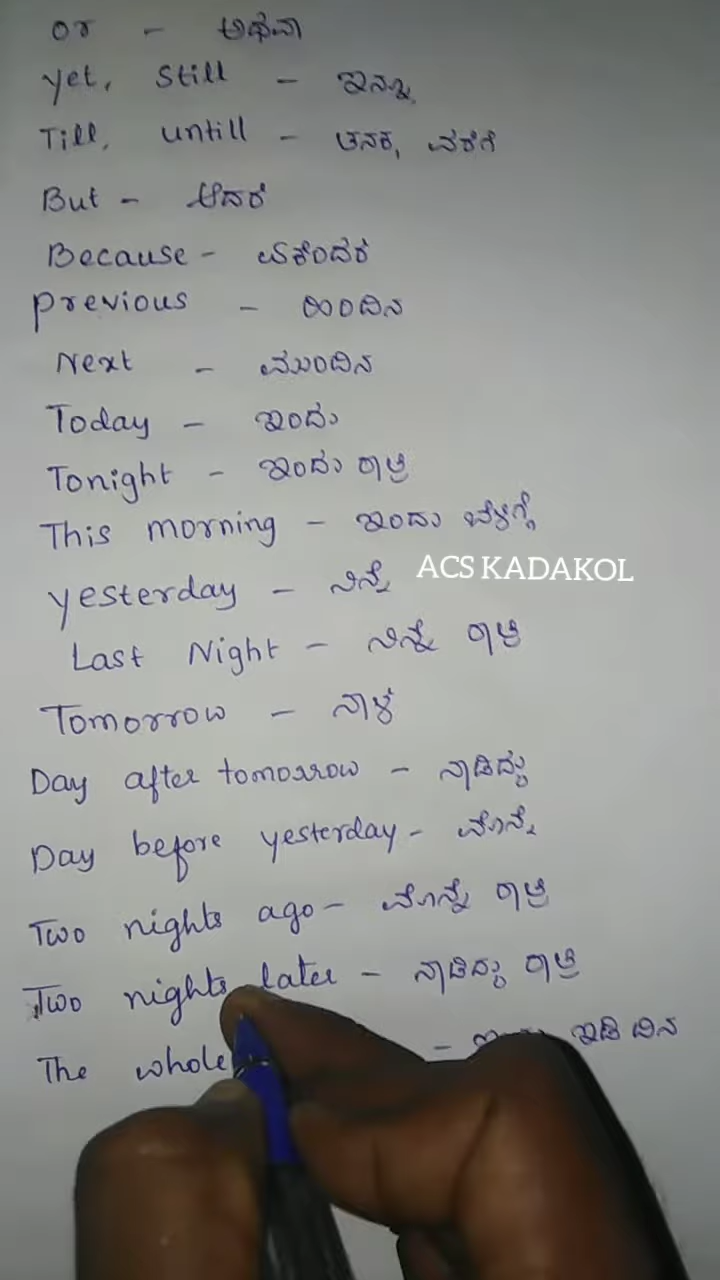 or - ಅಥವಾ
yet, still - ಇನ್ನೂ
Till, untill - ತನಕ, ವರೆಗೆ
But - ಆದರೆ
Because - ಏಕೆಂದರೆ
previous - ಹಿಂದಿನ
Next - ಮುಂದಿನ
Today - ಇಂದು
Tonight - ಇಂದು ರಾತ್ರಿ
This morning - ಇಂದು ಬೆಳಗ್ಗೆ
ACS KADAKOL
yesterday - ನಿನ್ನೆ
Last Night - ನಿನ್ನೆ ರಾತ್ರಿ
Tomorrow - ನಾಳೆ
Day after tomorrow - ನಾಡಿದ್ದು
Day before yesterday - ಮೊನ್ನೆ
Two nights ago - ಮೊನ್ನೆ ರಾತ್ರಿ
Two nights later - ನಾಡಿದ್ದು ರಾತ್ರಿ
The whole - ಇಡಿ ದಿನ